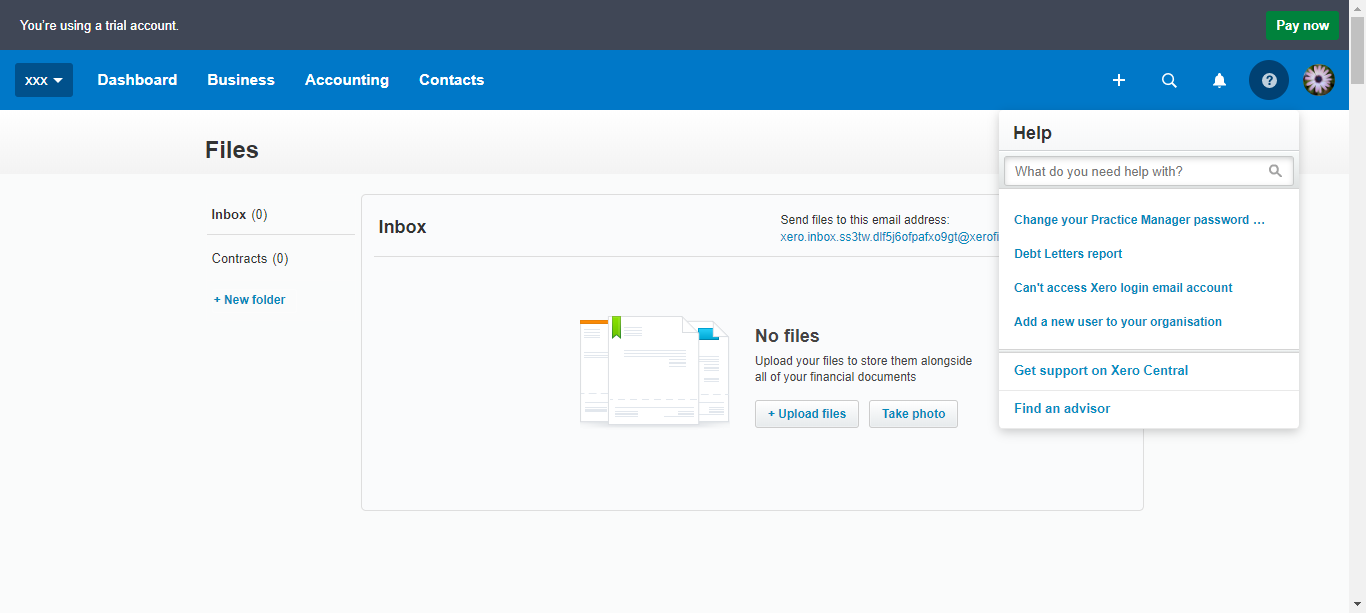 You're using a trial account.
Pay now
xxx
Dashboard
Business
Accounting
Contacts
Files
Inbox (0)
Contracts (0)
+ New folder
Inbox
Send files to this email address:
xero.inbox.ss3tw.dlf5j6ofpafxo9gt@xerofi
No files
Upload your files to store them alongside
all of your financial documents
+ Upload files
Take photo
Help
What do you need help with?
Change your Practice Manager password ...
Debt Letters report
Can't access Xero login email account
Add a new user to your organisation
Get support on Xero Central
Find an advisor